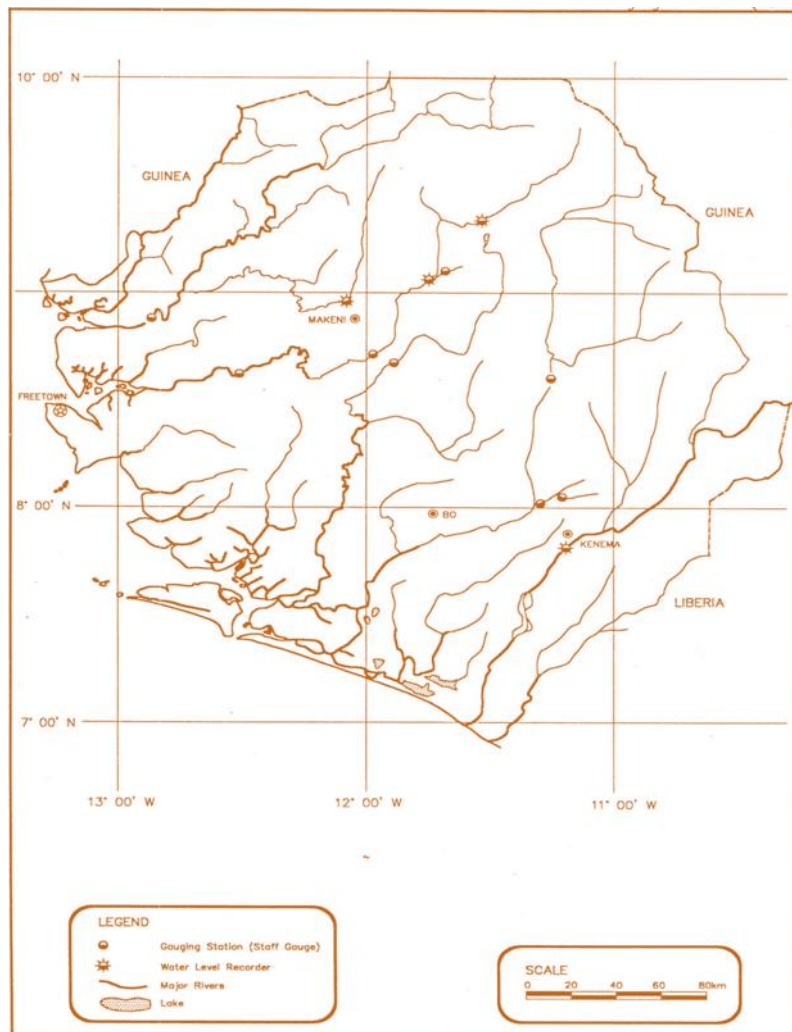 10° 00' N
GUINEA
GUINEA
MAKENI
FREETOWN
8° 00' N
BO
KENEMA
LIBERIA
7° 00' N
13° 00' W
12° 00' W
11° 00' W
LEGEND
Gauging Station (Staff Gauge)
Water Level Recorder
Major Rivers
Lake
SCALE
0 20 40 60 80km